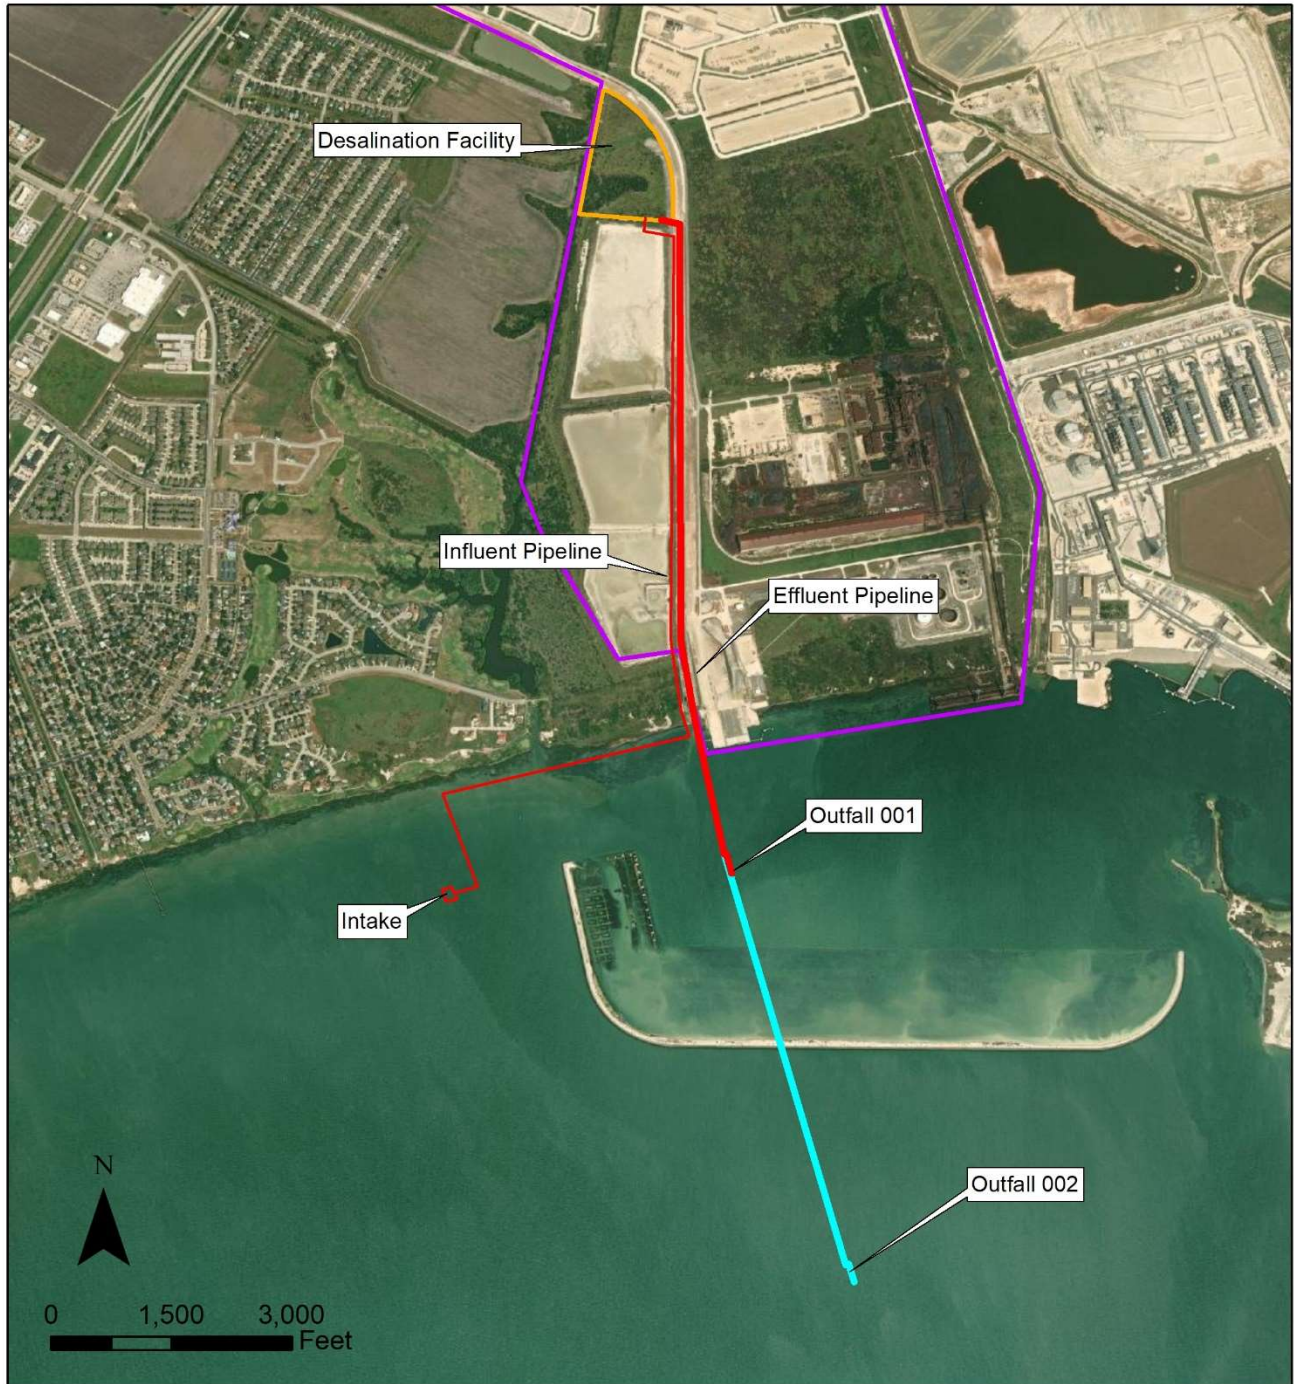 Desalination Facility
Influent Pipeline
Effluent Pipeline
Outfall 001
Intake
Outfall 002
N
0 1,500 3,000
Feet